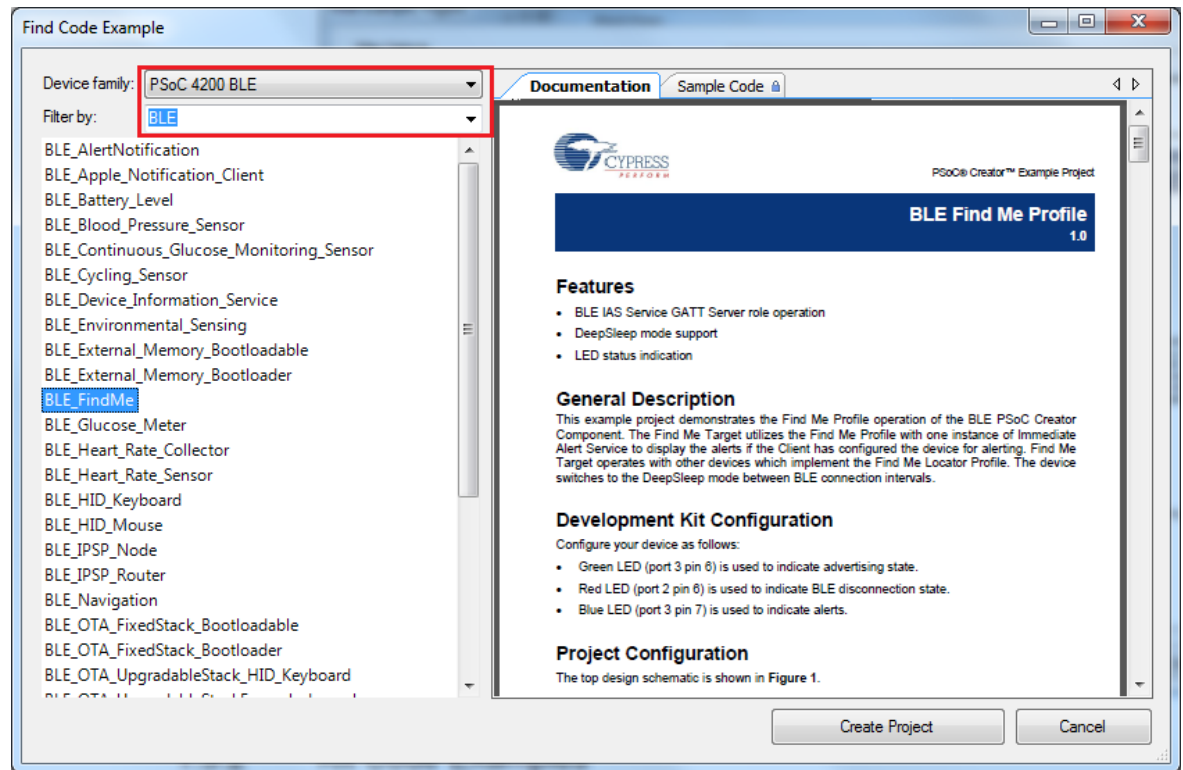 Find Code Example
Device family: PSoC 4200 BLE
Filter by: BLE
BLE_AlertNotification
BLE_Apple_Notification_Client
BLE_Battery_Level
BLE_Blood_Pressure_Sensor
BLE_Continuous_Glucose_Monitoring_Sensor
BLE_Cycling_Sensor
BLE_Device_Information_Service
BLE_Environmental_Sensing
BLE_External_Memory_Bootloadable
BLE_External_Memory_Bootloader
BLE_FindMe
BLE_Glucose_Meter
BLE_Heart_Rate_Collector
BLE_Heart_Rate_Sensor
BLE_HID_Keyboard
BLE_HID_Mouse
BLE_IPSP_Node
BLE_IPSP_Router
BLE_Navigation
BLE_OTA_FixedStack_Bootloadable
BLE_OTA_FixedStack_Bootloader
BLE_OTA_UpgradableStack_HID_Keyboard
Documentation Sample Code
CYPRESS
PERFORM
PSoC® Creator™ Example Project
BLE Find Me Profile
1.0
Features
• BLE IAS Service GATT Server role operation
• DeepSleep mode support
• LED status indication
General Description
This example project demonstrates the Find Me Profile operation of the BLE PSoC Creator
Component. The Find Me Target utilizes the Find Me Profile with one instance of Immediate
Alert Service to display the alerts if the Client has configured the device for alerting. Find Me
Target operates with other devices which implement the Find Me Locator Profile. The device
switches to the DeepSleep mode between BLE connection intervals.
Development Kit Configuration
Configure your device as follows:
• Green LED (port 3 pin 6) is used to indicate advertising state.
• Red LED (port 2 pin 6) is used to indicate BLE disconnection state.
• Blue LED (port 3 pin 7) is used to indicate alerts.
Project Configuration
The top design schematic is shown in Figure 1.
Create Project
Cancel